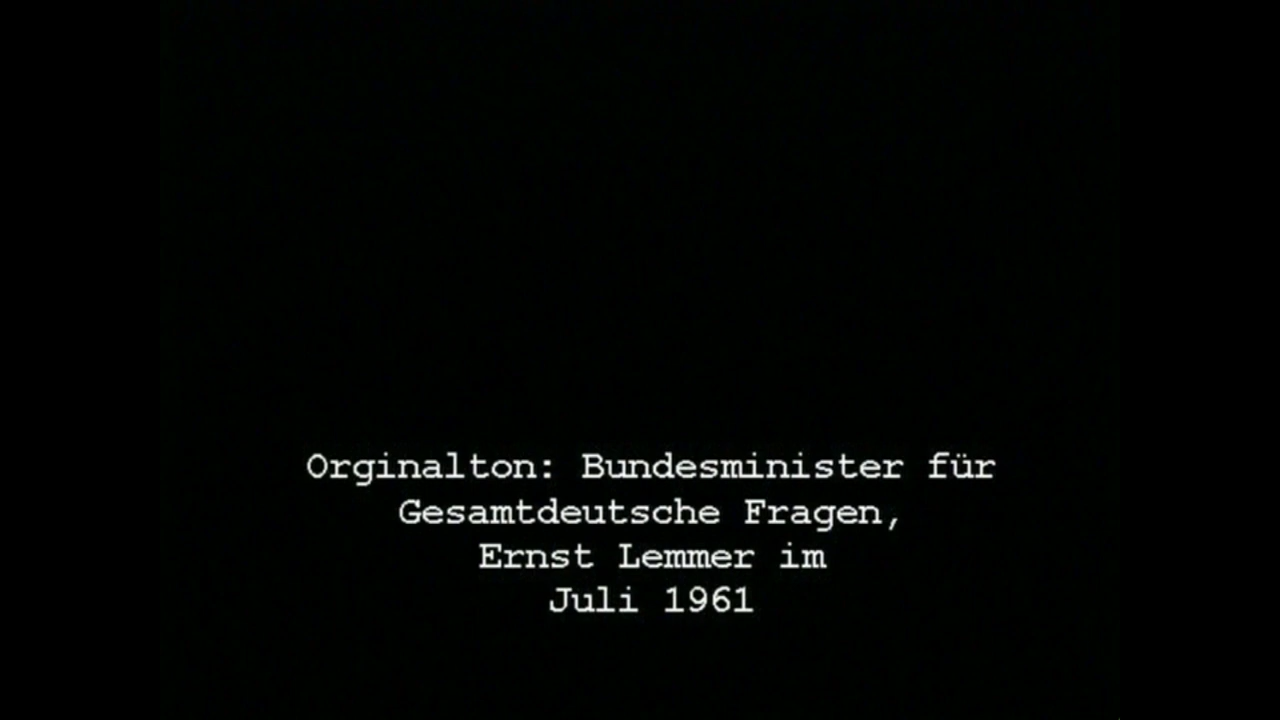 Orginalton: Bundesminister für
Gesamtdeutsche Fragen,
Ernst Lemmer im
Juli 1961